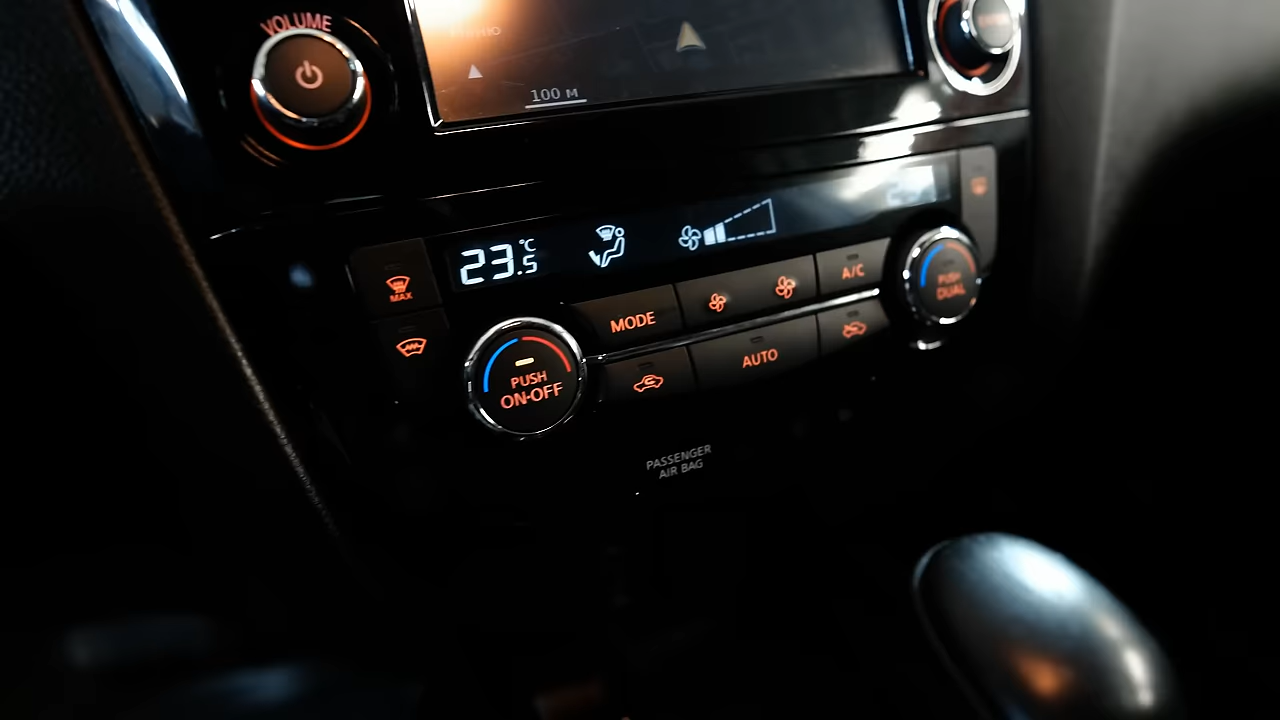 VOLUME
100 м
23.5 °C
MAX
MODE
A/C
PUSH
DUAL
AUTO
PUSH
ON·OFF
PASSENGER
AIR BAG